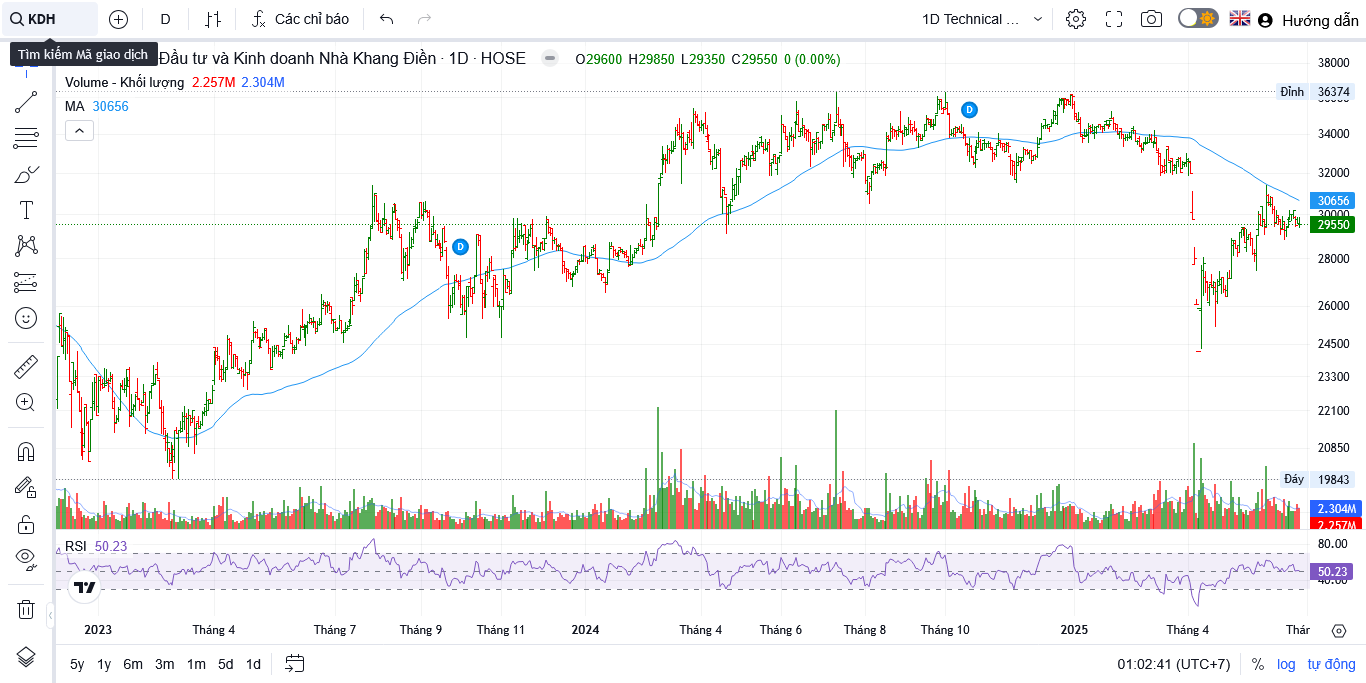 KDH
D
Các chỉ báo
1D Technical ...
Hướng dẫn
Tìm kiếm Mã giao dịch
Đầu tư và Kinh doanh Nhà Khang Điền · 1D · HOSE
O29600 H29850 L29350 C29550 0 (0.00%)
Volume - Khối lượng 2.257M 2.304M
MA 30656
D
D
38000
Đỉnh 36374
34000
32000
30656
30000
29550
28000
26000
24500
23300
22100
20850
Đáy 19843
2.304M
2.257M
RSI 50.23
80.00
50.23
40.00
2023 Tháng 4 Tháng 7 Tháng 9 Tháng 11 2024 Tháng 4 Tháng 6 Tháng 8 Tháng 10 2025 Tháng 4 Thár
5y 1y 6m 3m 1m 5d 1d
01:02:41 (UTC+7) % log tự động